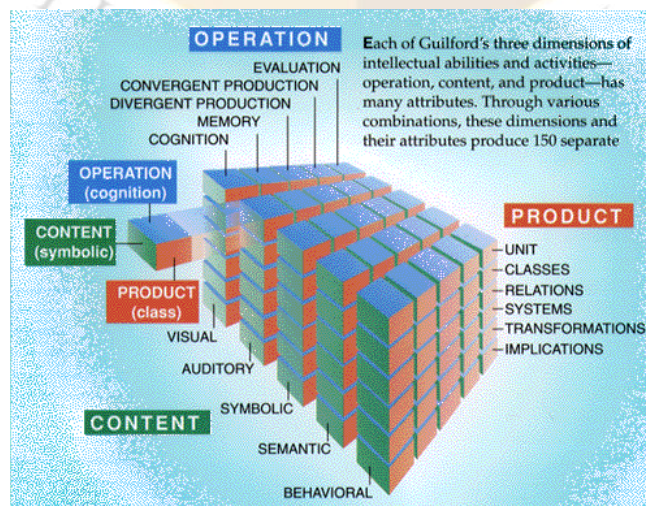 OPERATION
Each of Guilford's three dimensions of
intellectual abilities and activities—
operation, content, and product—has
many attributes. Through various
combinations, these dimensions and
their attributes produce 150 separate
EVALUATION
CONVERGENT PRODUCTION
DIVERGENT PRODUCTION
MEMORY
COGNITION
OPERATION
(cognition)
CONTENT
(symbolic)
PRODUCT
(class)
PRODUCT
UNIT
CLASSES
RELATIONS
SYSTEMS
TRANSFORMATIONS
IMPLICATIONS
VISUAL
AUDITORY
SYMBOLIC
SEMANTIC
BEHAVIORAL
CONTENT